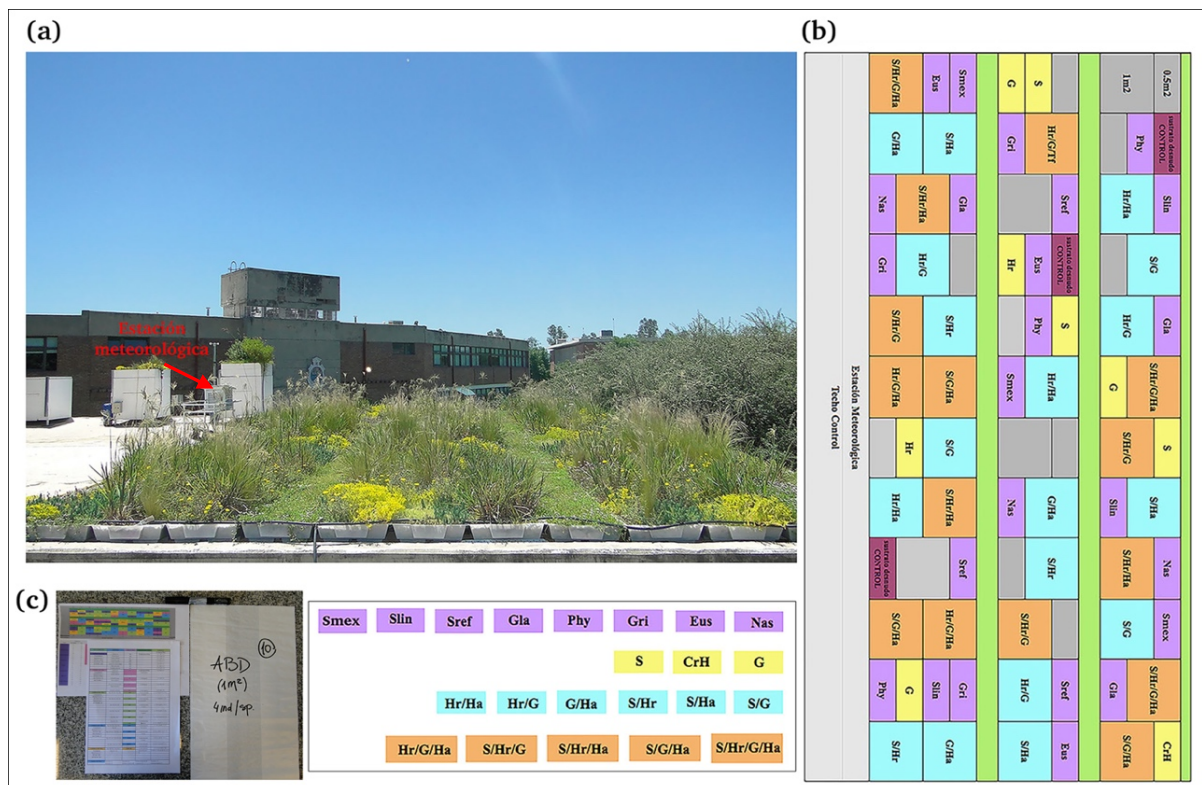 (a)
Estación
meteorológica
(b)
S/Hr/G/Ha Eus Smex G S 1m2 0.5m2
G/Ha S/Ha Gri Hr/G/Tf Phy sustrato desnudo CONTROL
Nas S/Hr/Ha Gla Sref Hr/Ha Slin
Gri Hr/G Hr Eus sustrato desnudo CONTROL S/G
S/Hr/G S/Hr Phy S Hr/G Gla
Hr/G/Ha S/G/Ha Smex Hr/Ha G S/Hr/G/Ha
Hr S/G S/Hr/G S
Hr/Ha S/Hr/Ha Nas G/Ha Slin S/Ha
sustrato desnudo CONTROL Sref S/Hr S/Hr/Ha Nas
S/G/Ha Hr/G/Ha S/Hr/G S/G Smex
Phy G Slin Gri Hr/G Sref Gla S/Hr/G/Ha
S/Hr G/Ha S/Ha Eus S/G/Ha CrH
Estación Meteorológica
Techo Control
(c)
10
ABD
(1m²)
Smex Slin Sref Gla Phy Gri Eus Nas
S CrH G
Hr/Ha Hr/G G/Ha S/Hr S/Ha S/G
Hr/G/Ha S/Hr/G S/Hr/Ha S/G/Ha S/Hr/G/Ha